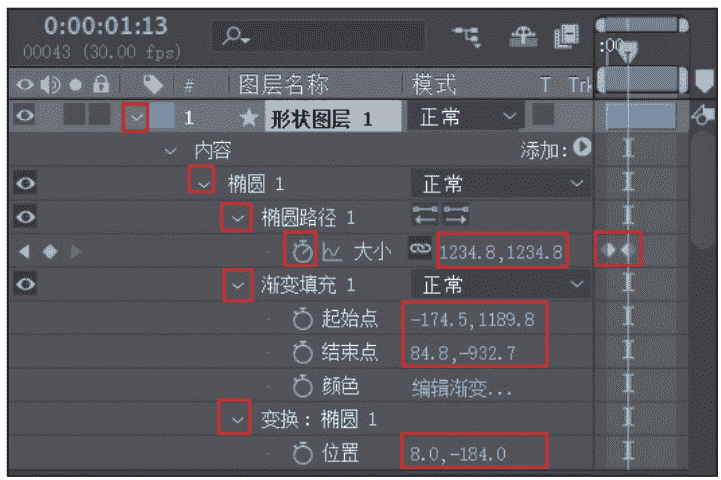 0:00:01:13
00043 (30.00 fps)
:00
# 图层名称 模式 T Trk
1 形状图层 1 正常
内容 添加:
椭圆 1 正常
椭圆路径 1
大小 1234.8,1234.8
渐变填充 1 正常
起始点 -174.5,1189.8
结束点 84.8,-932.7
颜色 编辑渐变...
变换: 椭圆 1
位置 8.0,-184.0